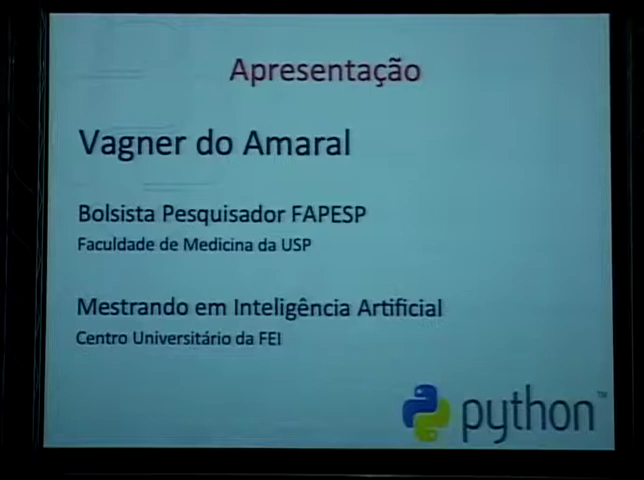 Apresentação
Vagner do Amaral
Bolsista Pesquisador FAPESP
Faculdade de Medicina da USP
Mestrando em Inteligência Artificial
Centro Universitário da FEI
python™